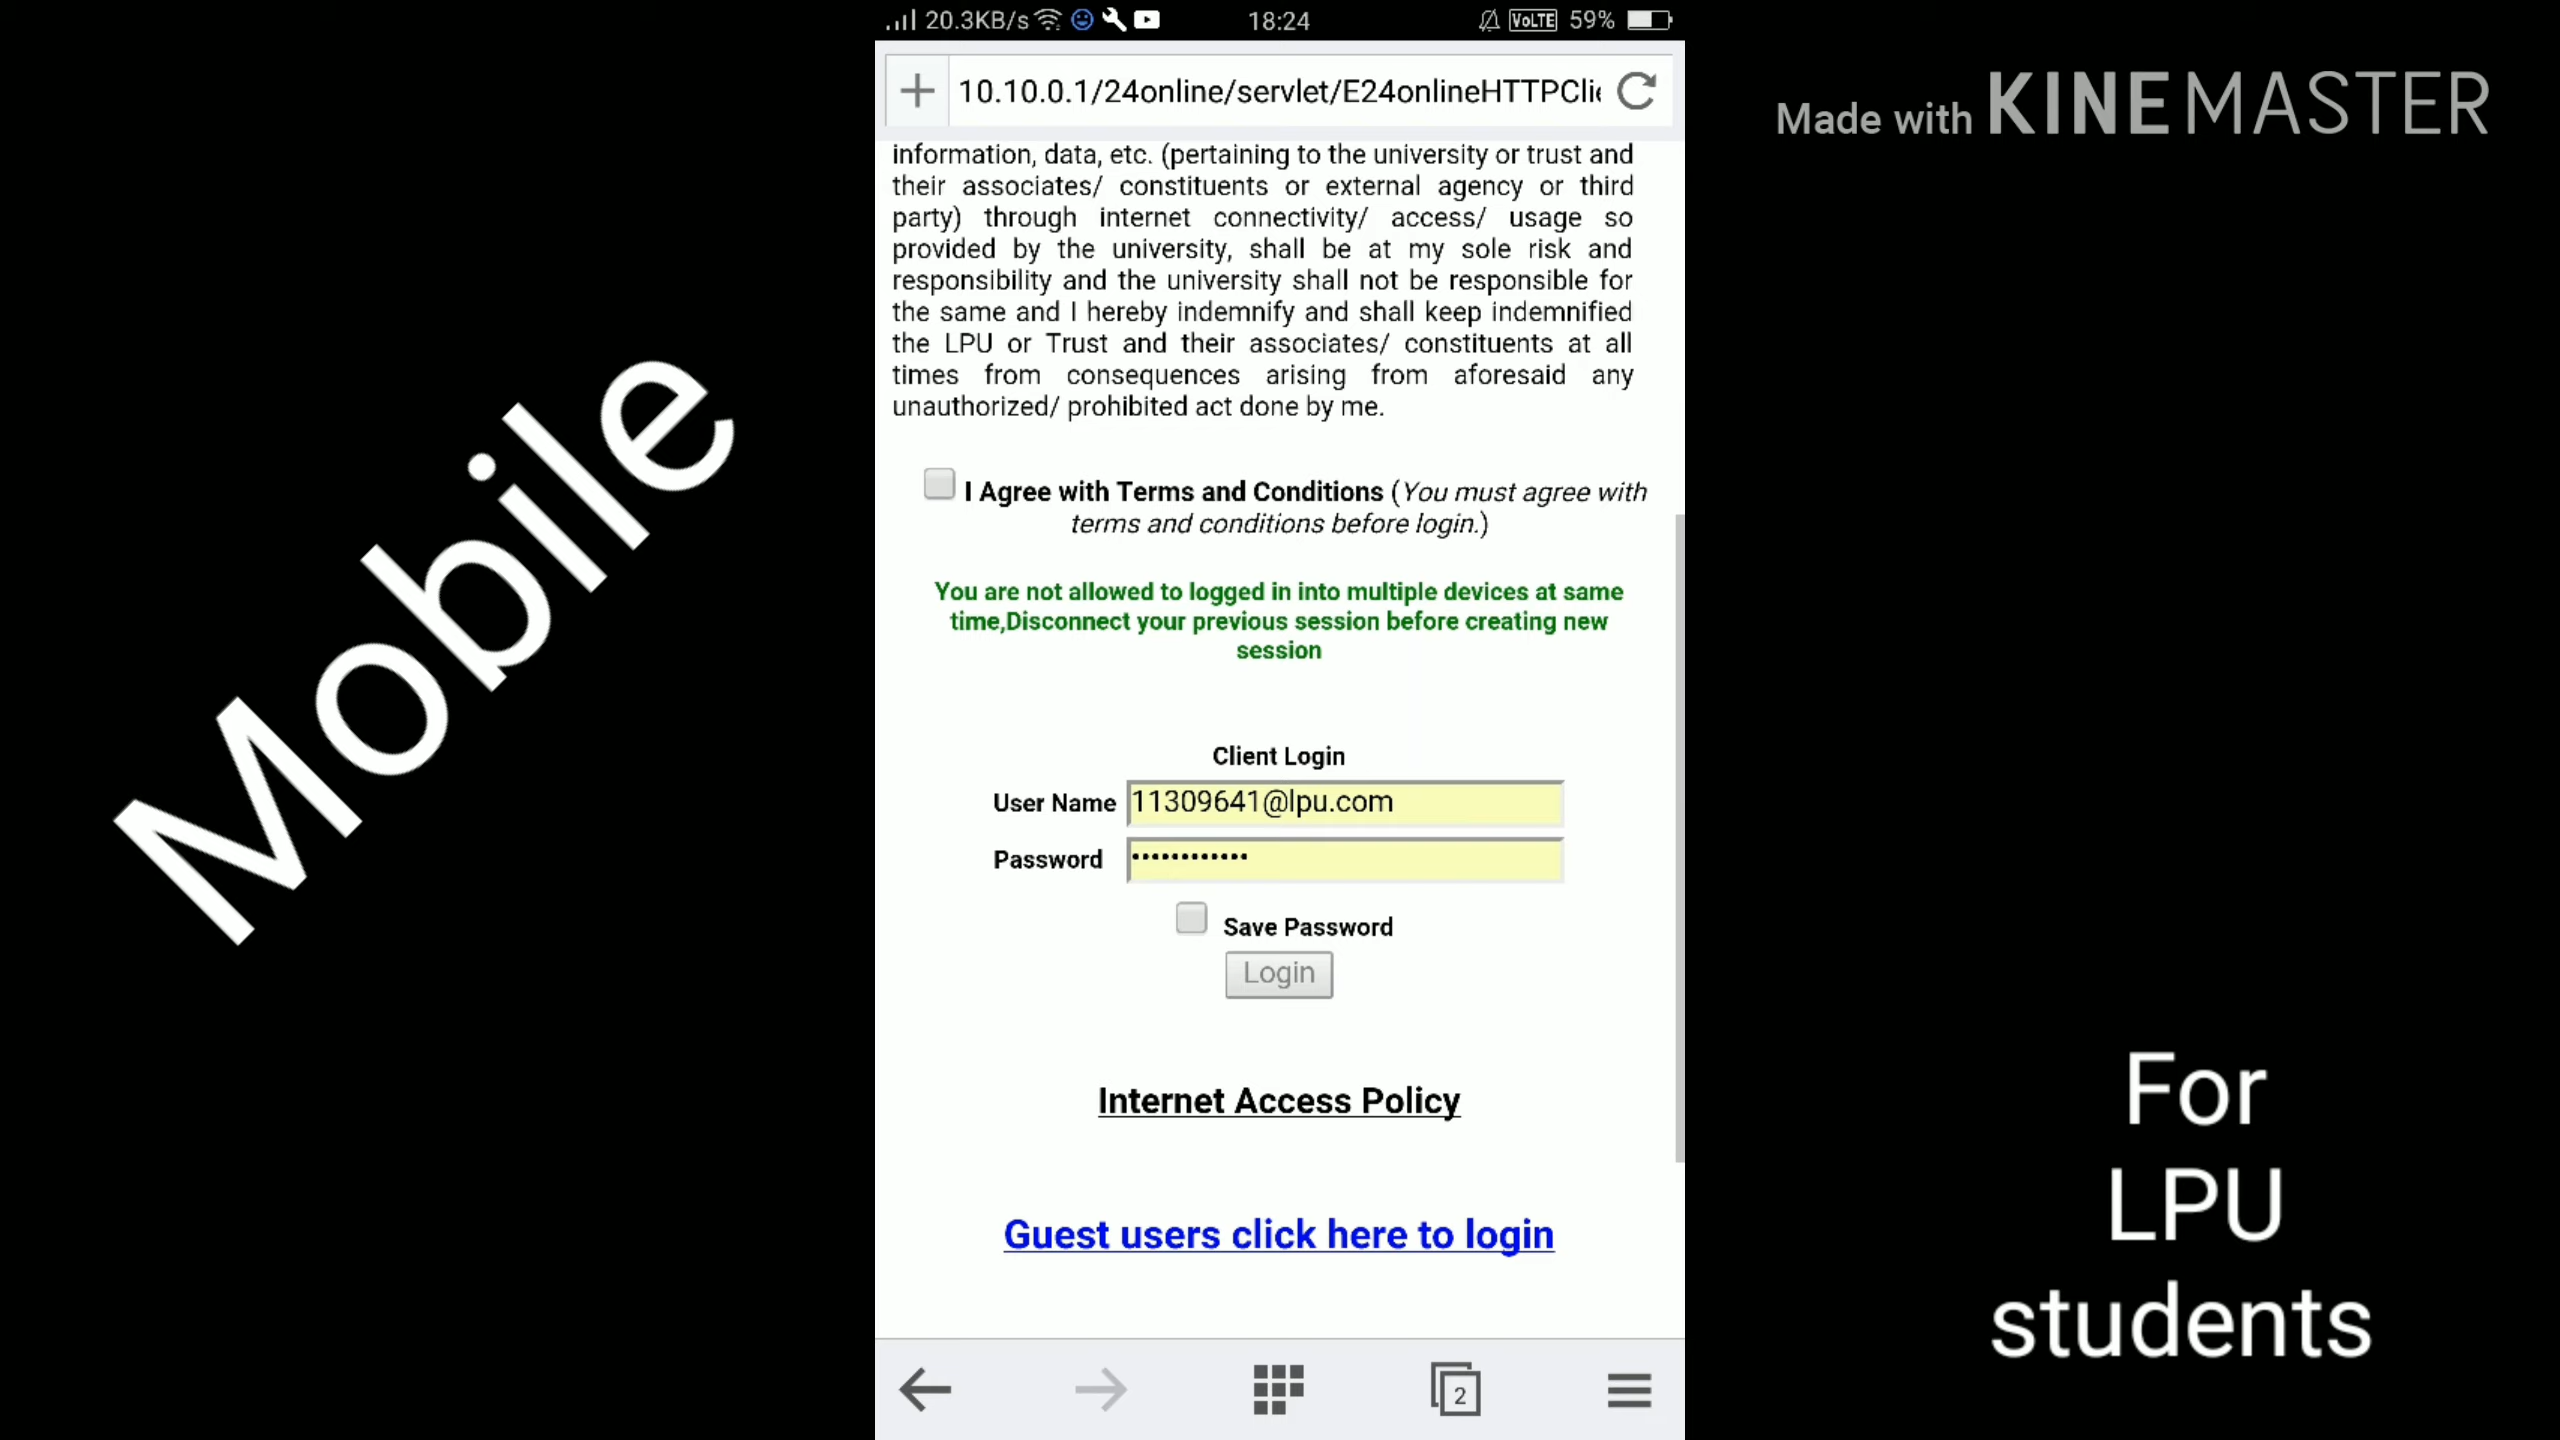 20.3KB/s
18:24
VoLTE 59%
10.10.0.1/24online/servlet/E24onlineHTTPClie
Made with KINEMASTER
information, data, etc. (pertaining to the university or trust and
their associates/ constituents or external agency or third
party) through internet connectivity/ access/ usage so
provided by the university, shall be at my sole risk and
responsibility and the university shall not be responsible for
the same and I hereby indemnify and shall keep indemnified
the LPU or Trust and their associates/ constituents at all
times from consequences arising from aforesaid any
unauthorized/ prohibited act done by me.
Mobile
I Agree with Terms and Conditions (You must agree with
terms and conditions before login.)
You are not allowed to logged in into multiple devices at same
time,Disconnect your previous session before creating new
session
Client Login
User Name 11309641@lpu.com
Password ••••••••••••
Save Password
Login
Internet Access Policy
Guest users click here to login
For
LPU
students
2